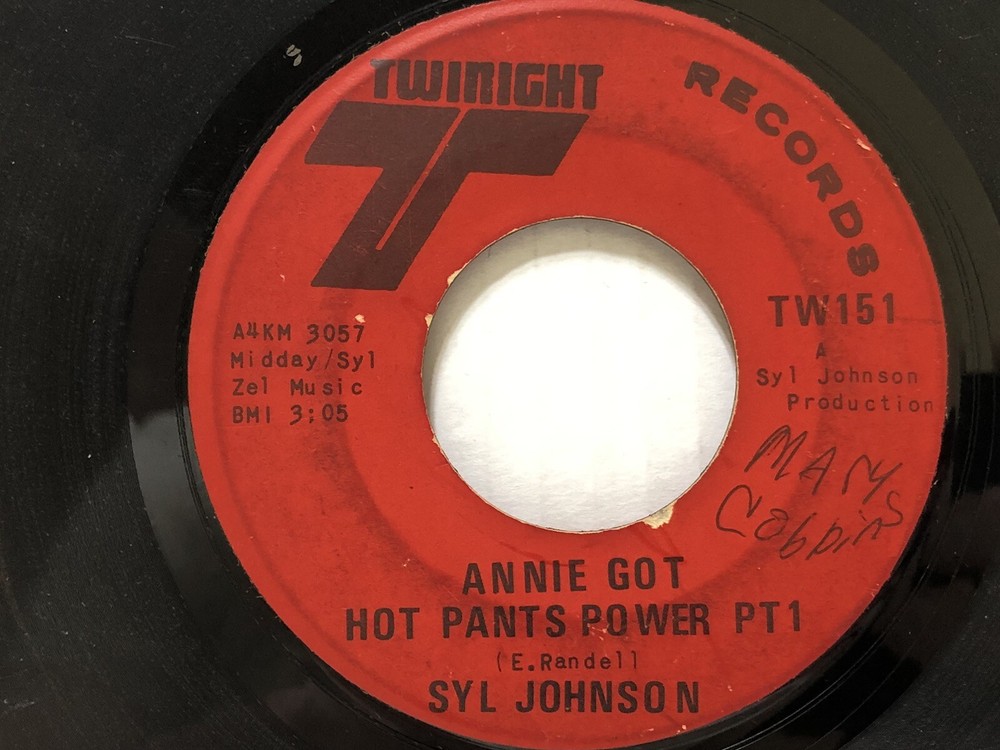 TWINIGHT
RECORDS
A4KM 3057
Midday/Syl
Zel Music
BMI 3:05
TW151
A
Syl Johnson
Production
MARY
ANNIE GOT
HOT PANTS POWER PT1
(E.Randell)
SYL JOHNSON